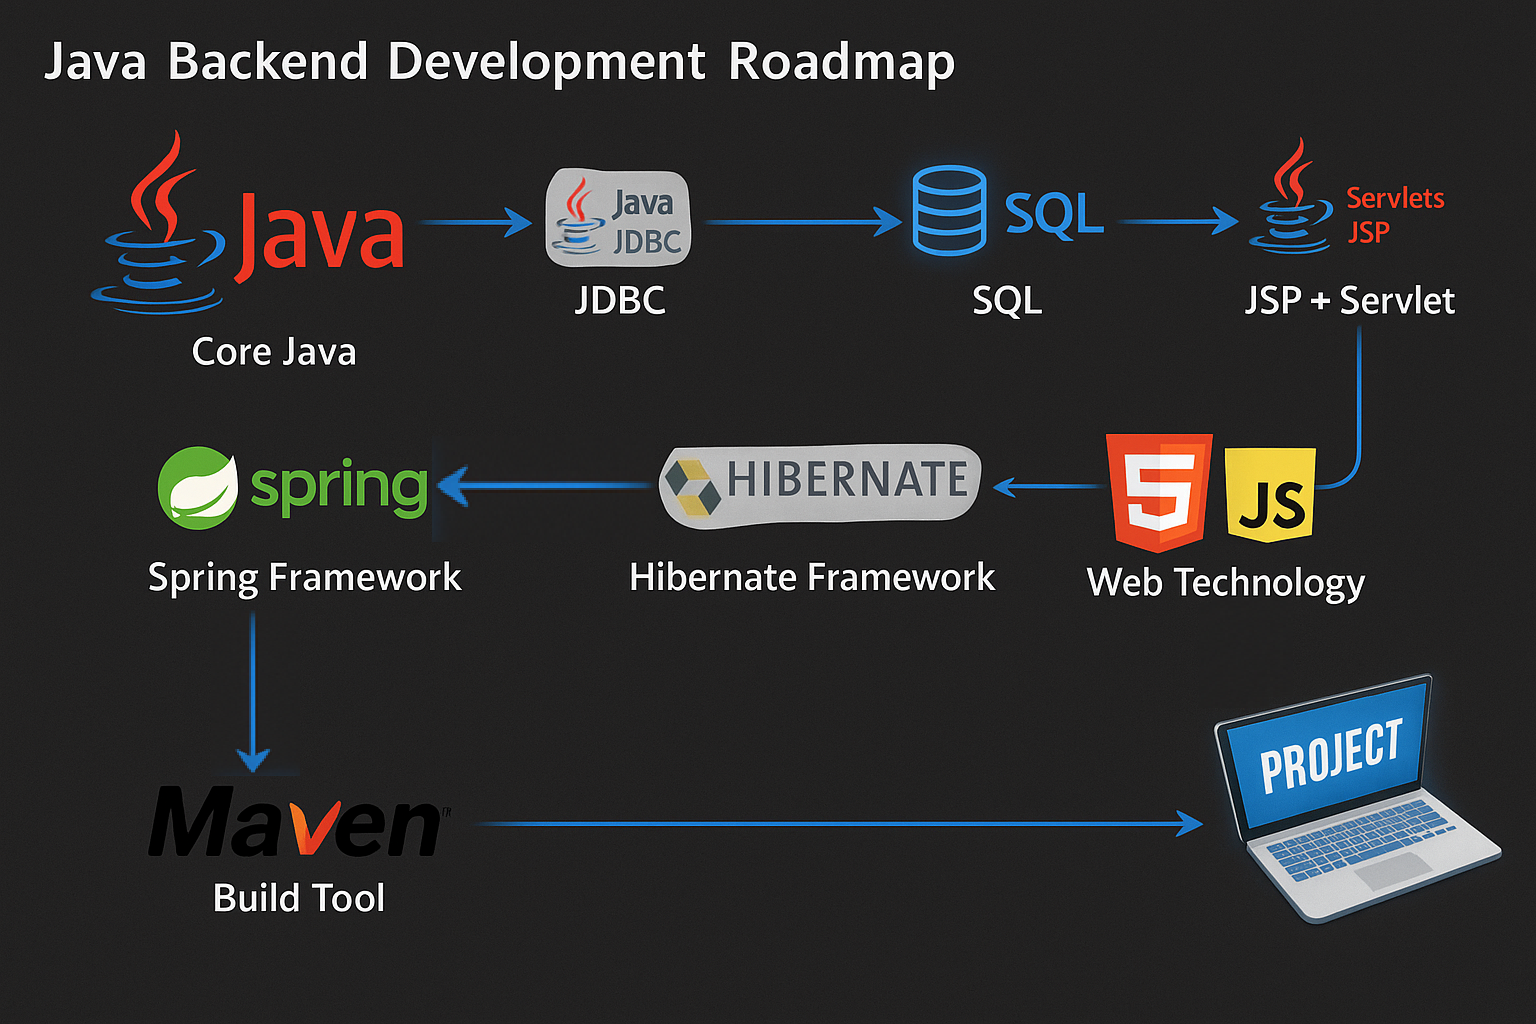 Java Backend Development Roadmap
Java
Core Java
Java
JDBC
JDBC
SQL
SQL
Servlets
JSP
JSP + Servlet
spring
Spring Framework
HIBERNATE
Hibernate Framework
5
JS
Web Technology
Maven™
Build Tool
PROJECT